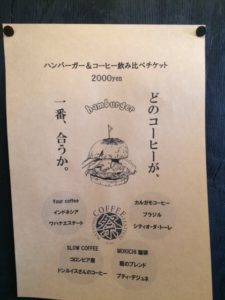 ハンバーガー＆コーヒー飲み比べチケット
2000yen
どのコーヒーが、
一番、合うか。
hamburger
Your coffee
インドネシア
ワハナエステート
カルガモコーヒー
ブラジル
シティオ・ダ・トーレ
COFFEE
祭
SLOW COFFEE
コロンビア産
ドンルイスさんのコーヒー
MOKICHI 珈琲
菊のブレンド
プティ・デジュネ